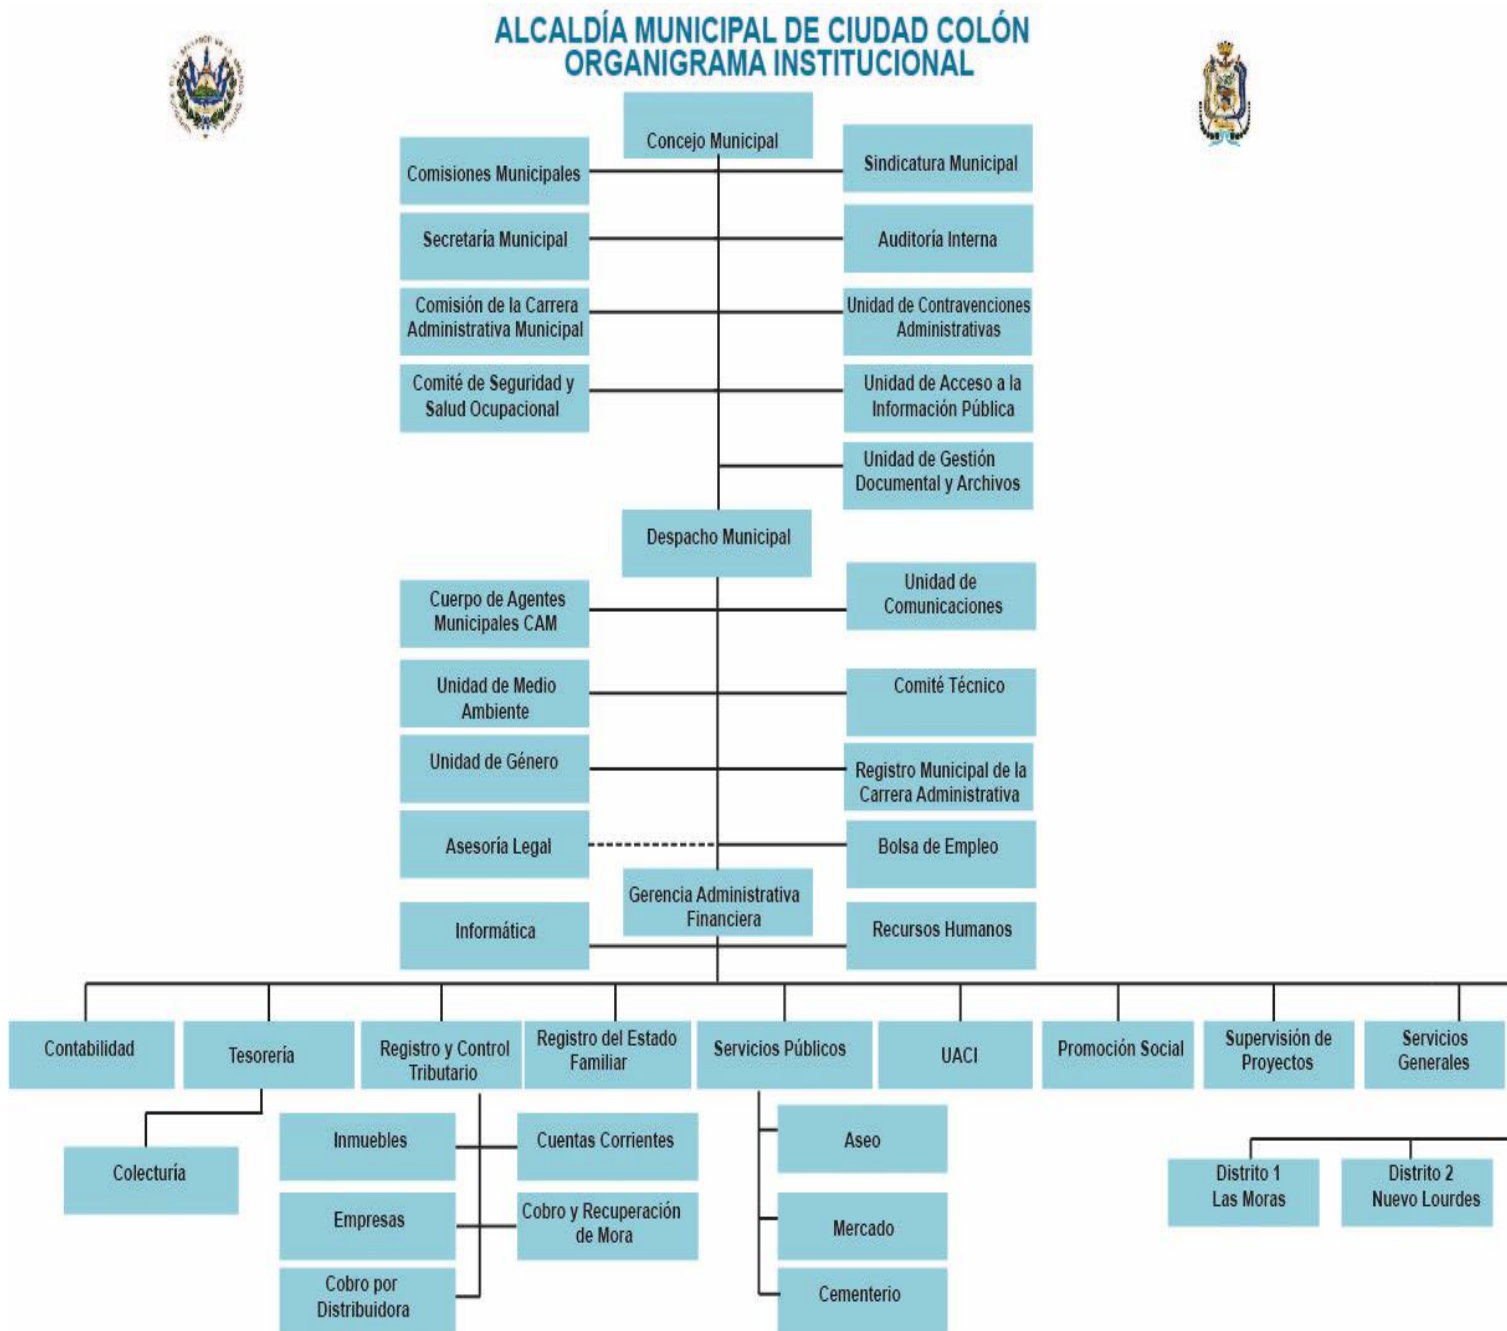 ALCALDÍA MUNICIPAL DE CIUDAD COLÓN
ORGANIGRAMA INSTITUCIONAL
Concejo Municipal
Comisiones Municipales
Sindicatura Municipal
Secretaría Municipal
Auditoría Interna
Comisión de la Carrera
Administrativa Municipal
Unidad de Contravenciones
Administrativas
Comité de Seguridad y
Salud Ocupacional
Unidad de Acceso a la
Información Pública
Unidad de Gestión
Documental y Archivos
Despacho Municipal
Cuerpo de Agentes
Municipales CAM
Unidad de
Comunicaciones
Unidad de Medio
Ambiente
Comité Técnico
Unidad de Género
Registro Municipal de la
Carrera Administrativa
Asesoría Legal
Bolsa de Empleo
Gerencia Administrativa
Financiera
Informática
Recursos Humanos
Contabilidad
Tesorería
Registro y Control
Tributario
Registro del Estado
Familiar
Servicios Públicos
UACI
Promoción Social
Supervisión de
Proyectos
Servicios
Generales
Colecturía
Inmuebles
Cuentas Corrientes
Empresas
Cobro y Recuperación
de Mora
Cobro por
Distribuidora
Aseo
Mercado
Cementerio
Distrito 1
Las Moras
Distrito 2
Nuevo Lourdes